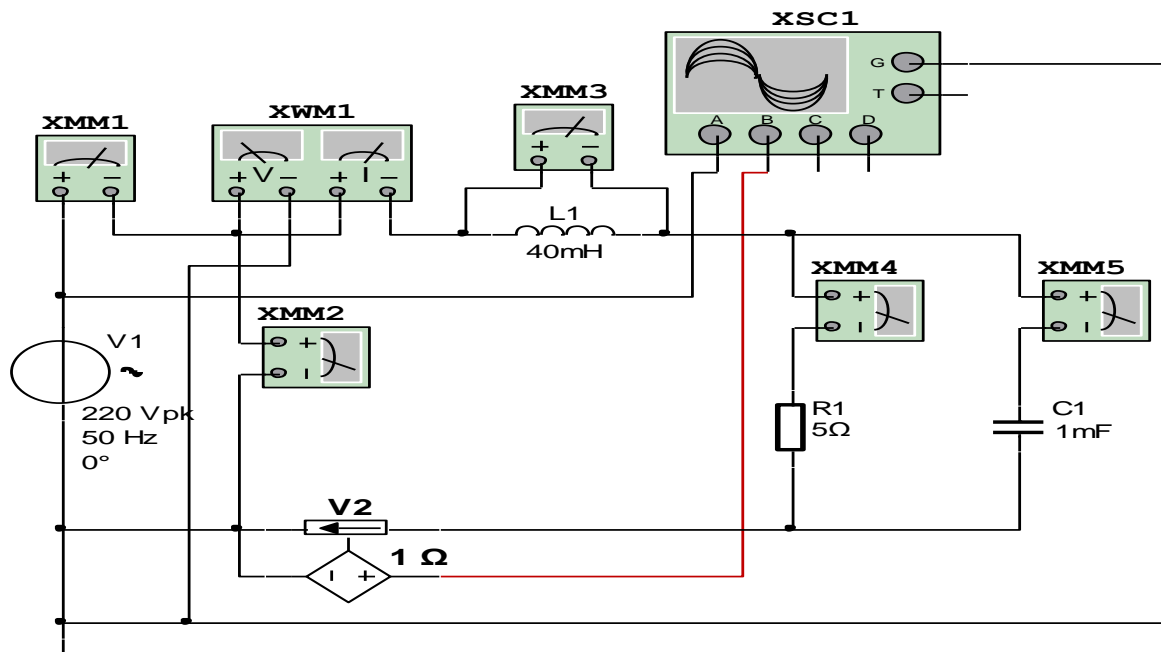 XSC1
G
T
A B C D
XMM3
+ −
XWM1
+ V − + I −
XMM1
+ −
L1
40mH
XMM4
+
−
XMM5
+
−
XMM2
+
−
V1
~
220 Vpk
50 Hz
0°
R1
5Ω
C1
1mF
V2
1 Ω
− +